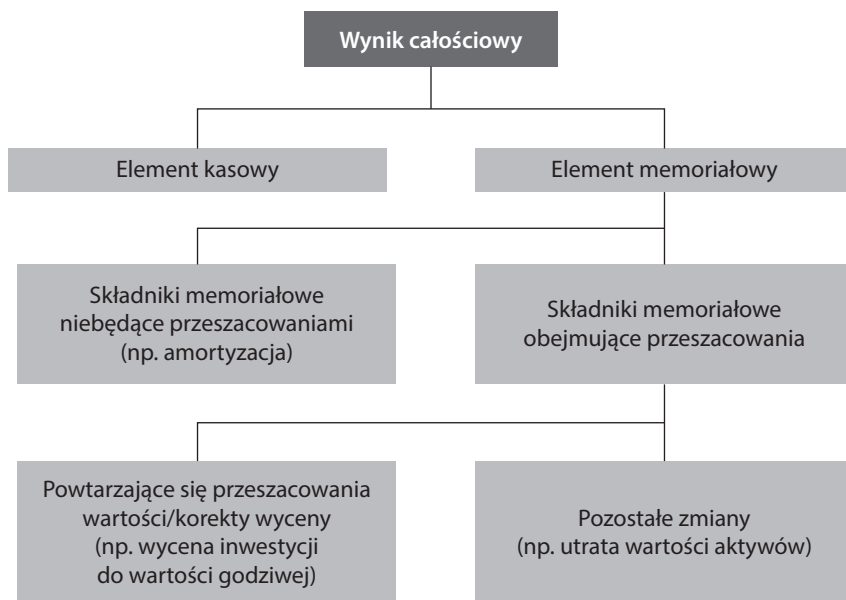 Wynik całościowy
Element kasowy
Element memoriałowy
Składniki memoriałowe
niebędące przeszacowaniami
(np. amortyzacja)
Składniki memoriałowe
obejmujące przeszacowania
Powtarzające się przeszacowania
wartości/korekty wyceny
(np. wycena inwestycji
do wartości godziwej)
Pozostałe zmiany
(np. utrata wartości aktywów)